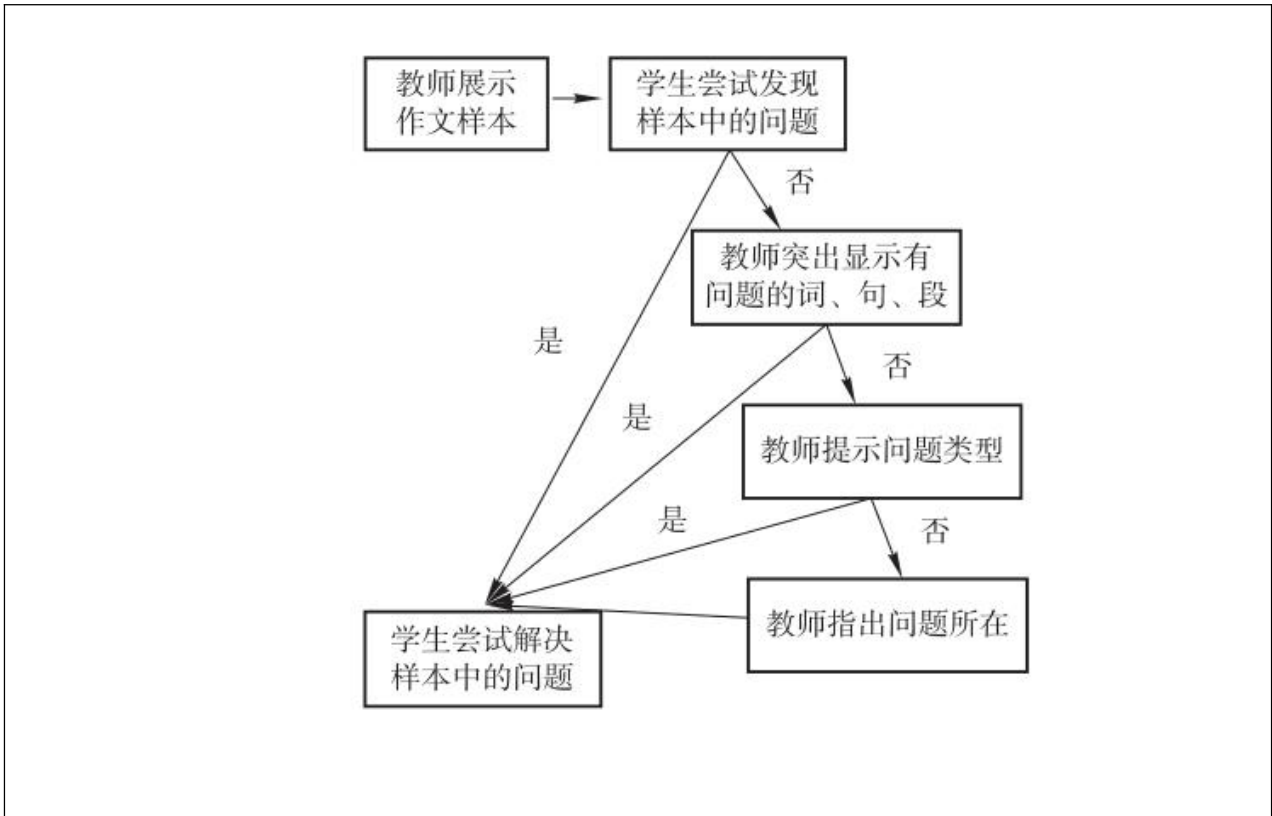 教师展示
作文样本
学生尝试发现
样本中的问题
否
教师突出显示有
问题的词、句、段
是
否
是
教师提示问题类型
是
否
教师指出问题所在
学生尝试解决
样本中的问题